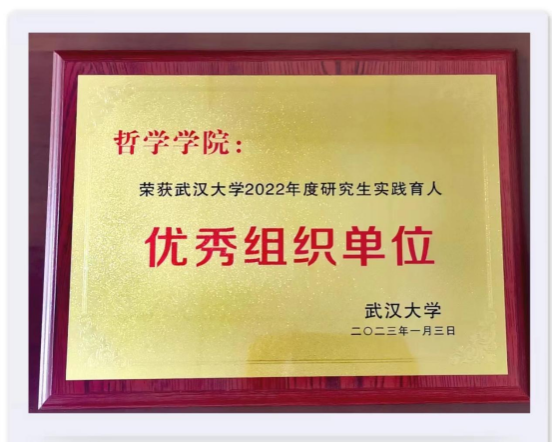 哲学学院：
荣获武汉大学2022年度研究生实践育人
优秀组织单位
武汉大学
二〇二三年一月三日